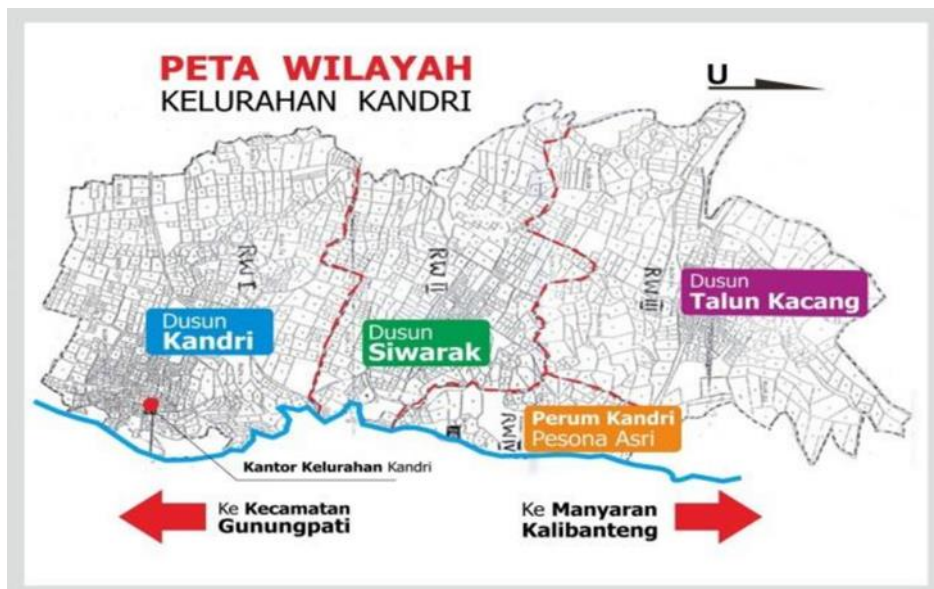 PETA WILAYAH
KELURAHAN KANDRI
U
RW I
RW II
RW III
Dusun
Talun Kacang
Dusun
Kandri
Dusun
Siwarak
RW IV
Perum Kandri
Pesona Asri
Kantor Kelurahan Kandri
Ke Kecamatan
Gunungpati
Ke Manyaran
Kalibanteng